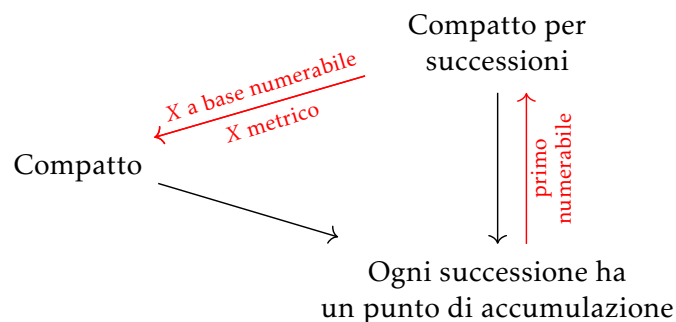 Compatto per
successioni
X a base numerabile
X metrico
primo
numerabile
Compatto
Ogni successione ha
un punto di accumulazione